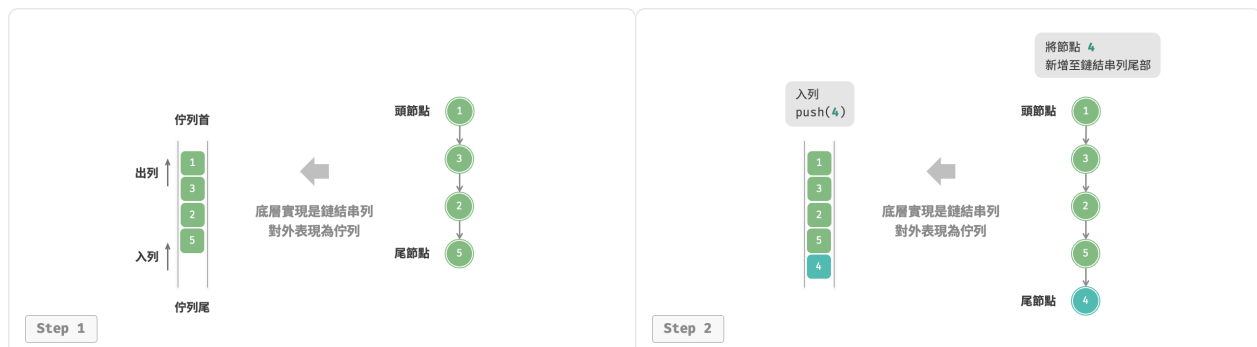 佇列首
出列
1
3
2
5
入列
佇列尾
底層實現是鏈結串列
對外表現為佇列
頭節點
1
3
2
尾節點
5
Step 1
入列
push(4)
1
3
2
5
4
底層實現是鏈結串列
對外表現為佇列
將節點 4
新增至鏈結串列尾部
頭節點
1
3
2
5
尾節點
4
Step 2